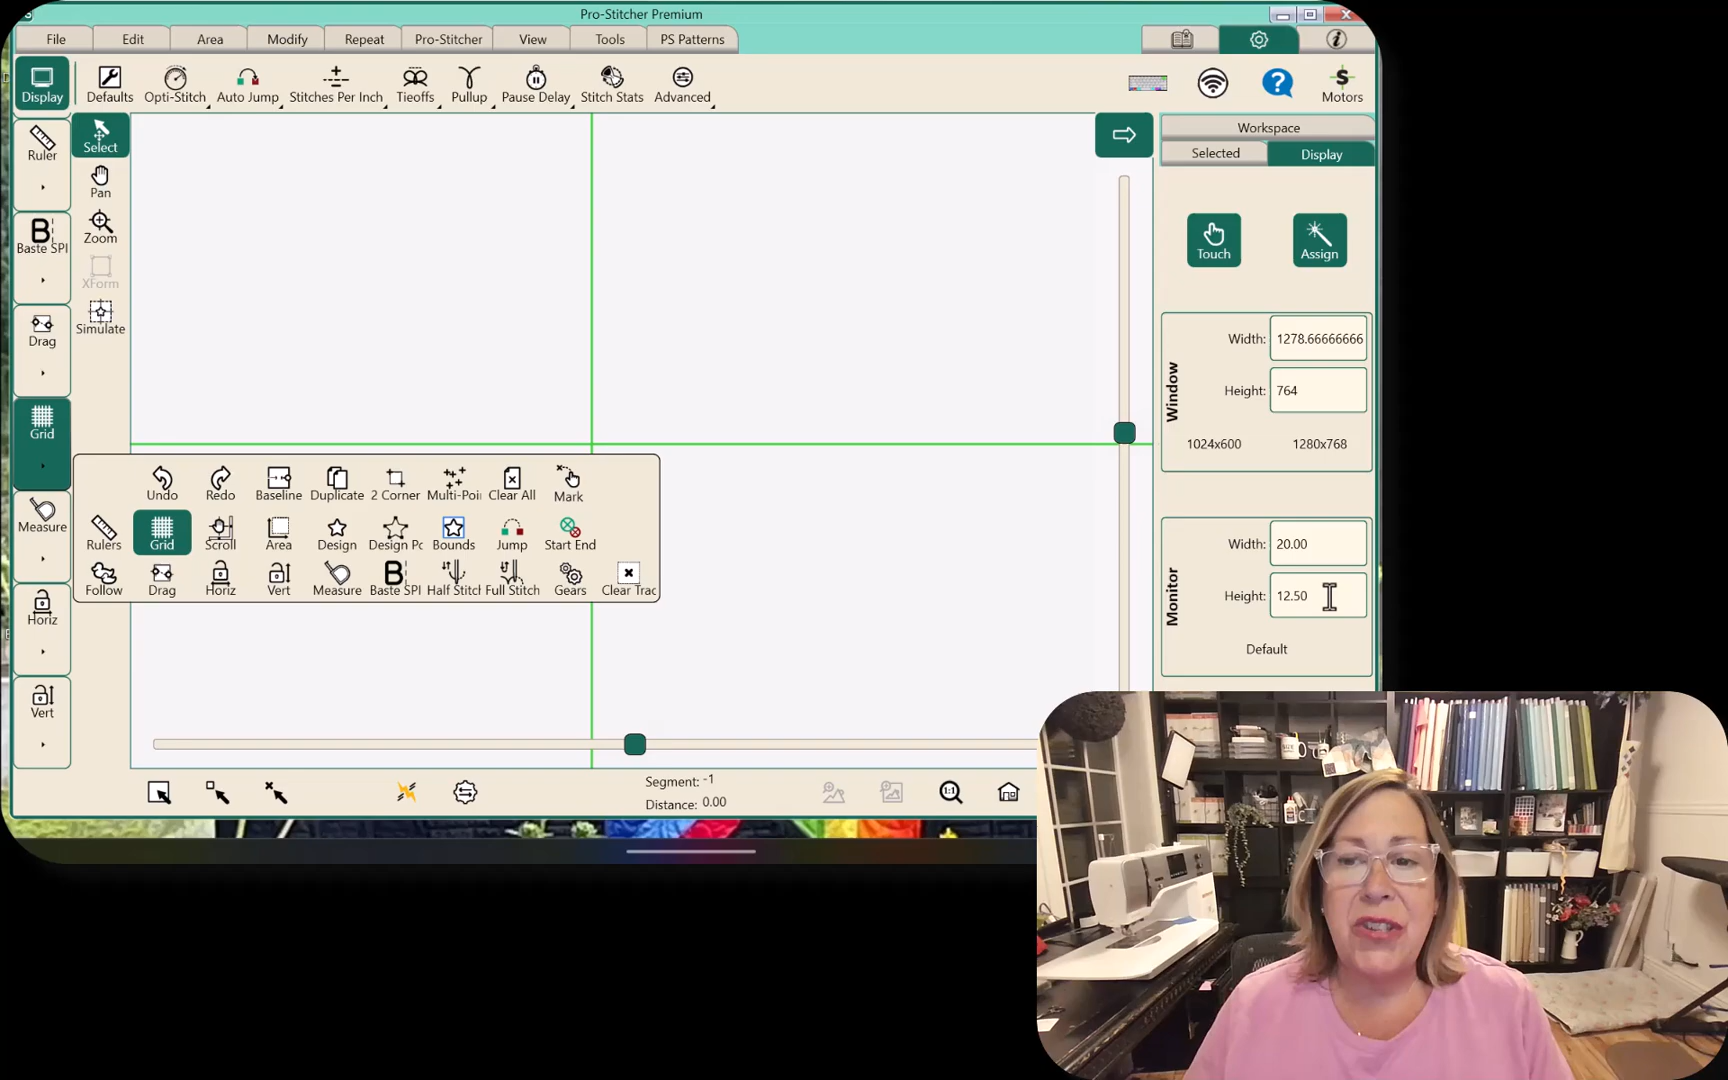 Pro-Stitcher Premium
File Edit Area Modify Repeat Pro-Stitcher View Tools PS Patterns
Display Defaults Opti-Stitch Auto Jump Stitches Per Inch Tieoffs Pullup Pause Delay Stitch Stats Advanced Motors
Ruler
Baste SPI
Drag
Grid
Measure
Horiz
Vert
Select
Pan
Zoom
XForm
Simulate
Undo Redo Baseline Duplicate 2 Corner Multi-Poi Clear All Mark
Rulers Grid Scroll Area Design Design Pc Bounds Jump Start End
Follow Drag Horiz Vert Measure Baste SPI Half Stitc Full Stitch Gears Clear Trac
Workspace
Selected Display
Touch Assign
Window
Width: 1278.66666666
Height: 764
1024x600 1280x768
Monitor
Width: 20.00
Height: 12.50
Default
Segment: -1
Distance: 0.00
1:1